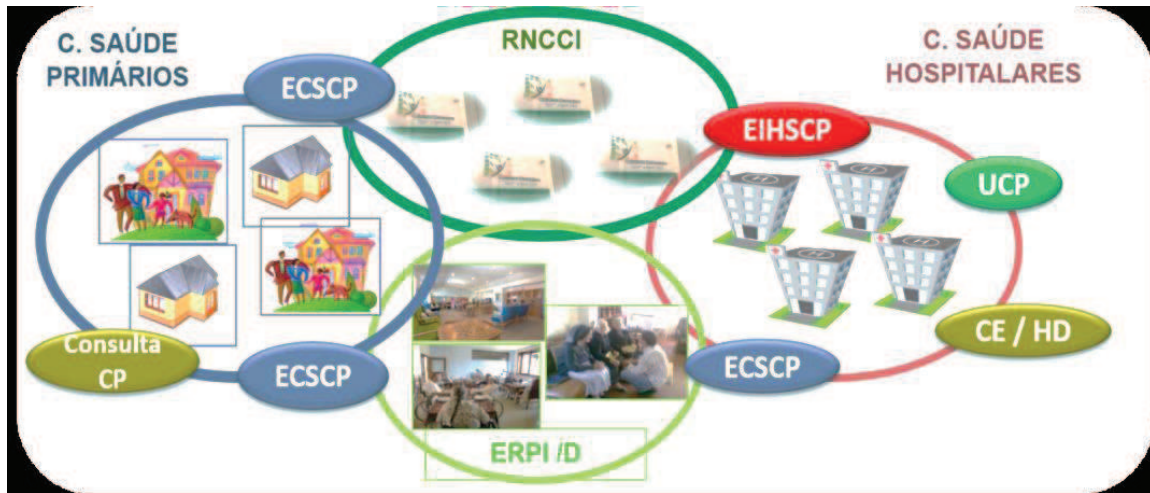 C. SAÚDE
PRIMÁRIOS
RNCCI
C. SAÚDE
HOSPITALARES
ECSCP
EIHSCP
UCP
Consulta
CP
ECSCP
ECSCP
CE / HD
ERPI /D